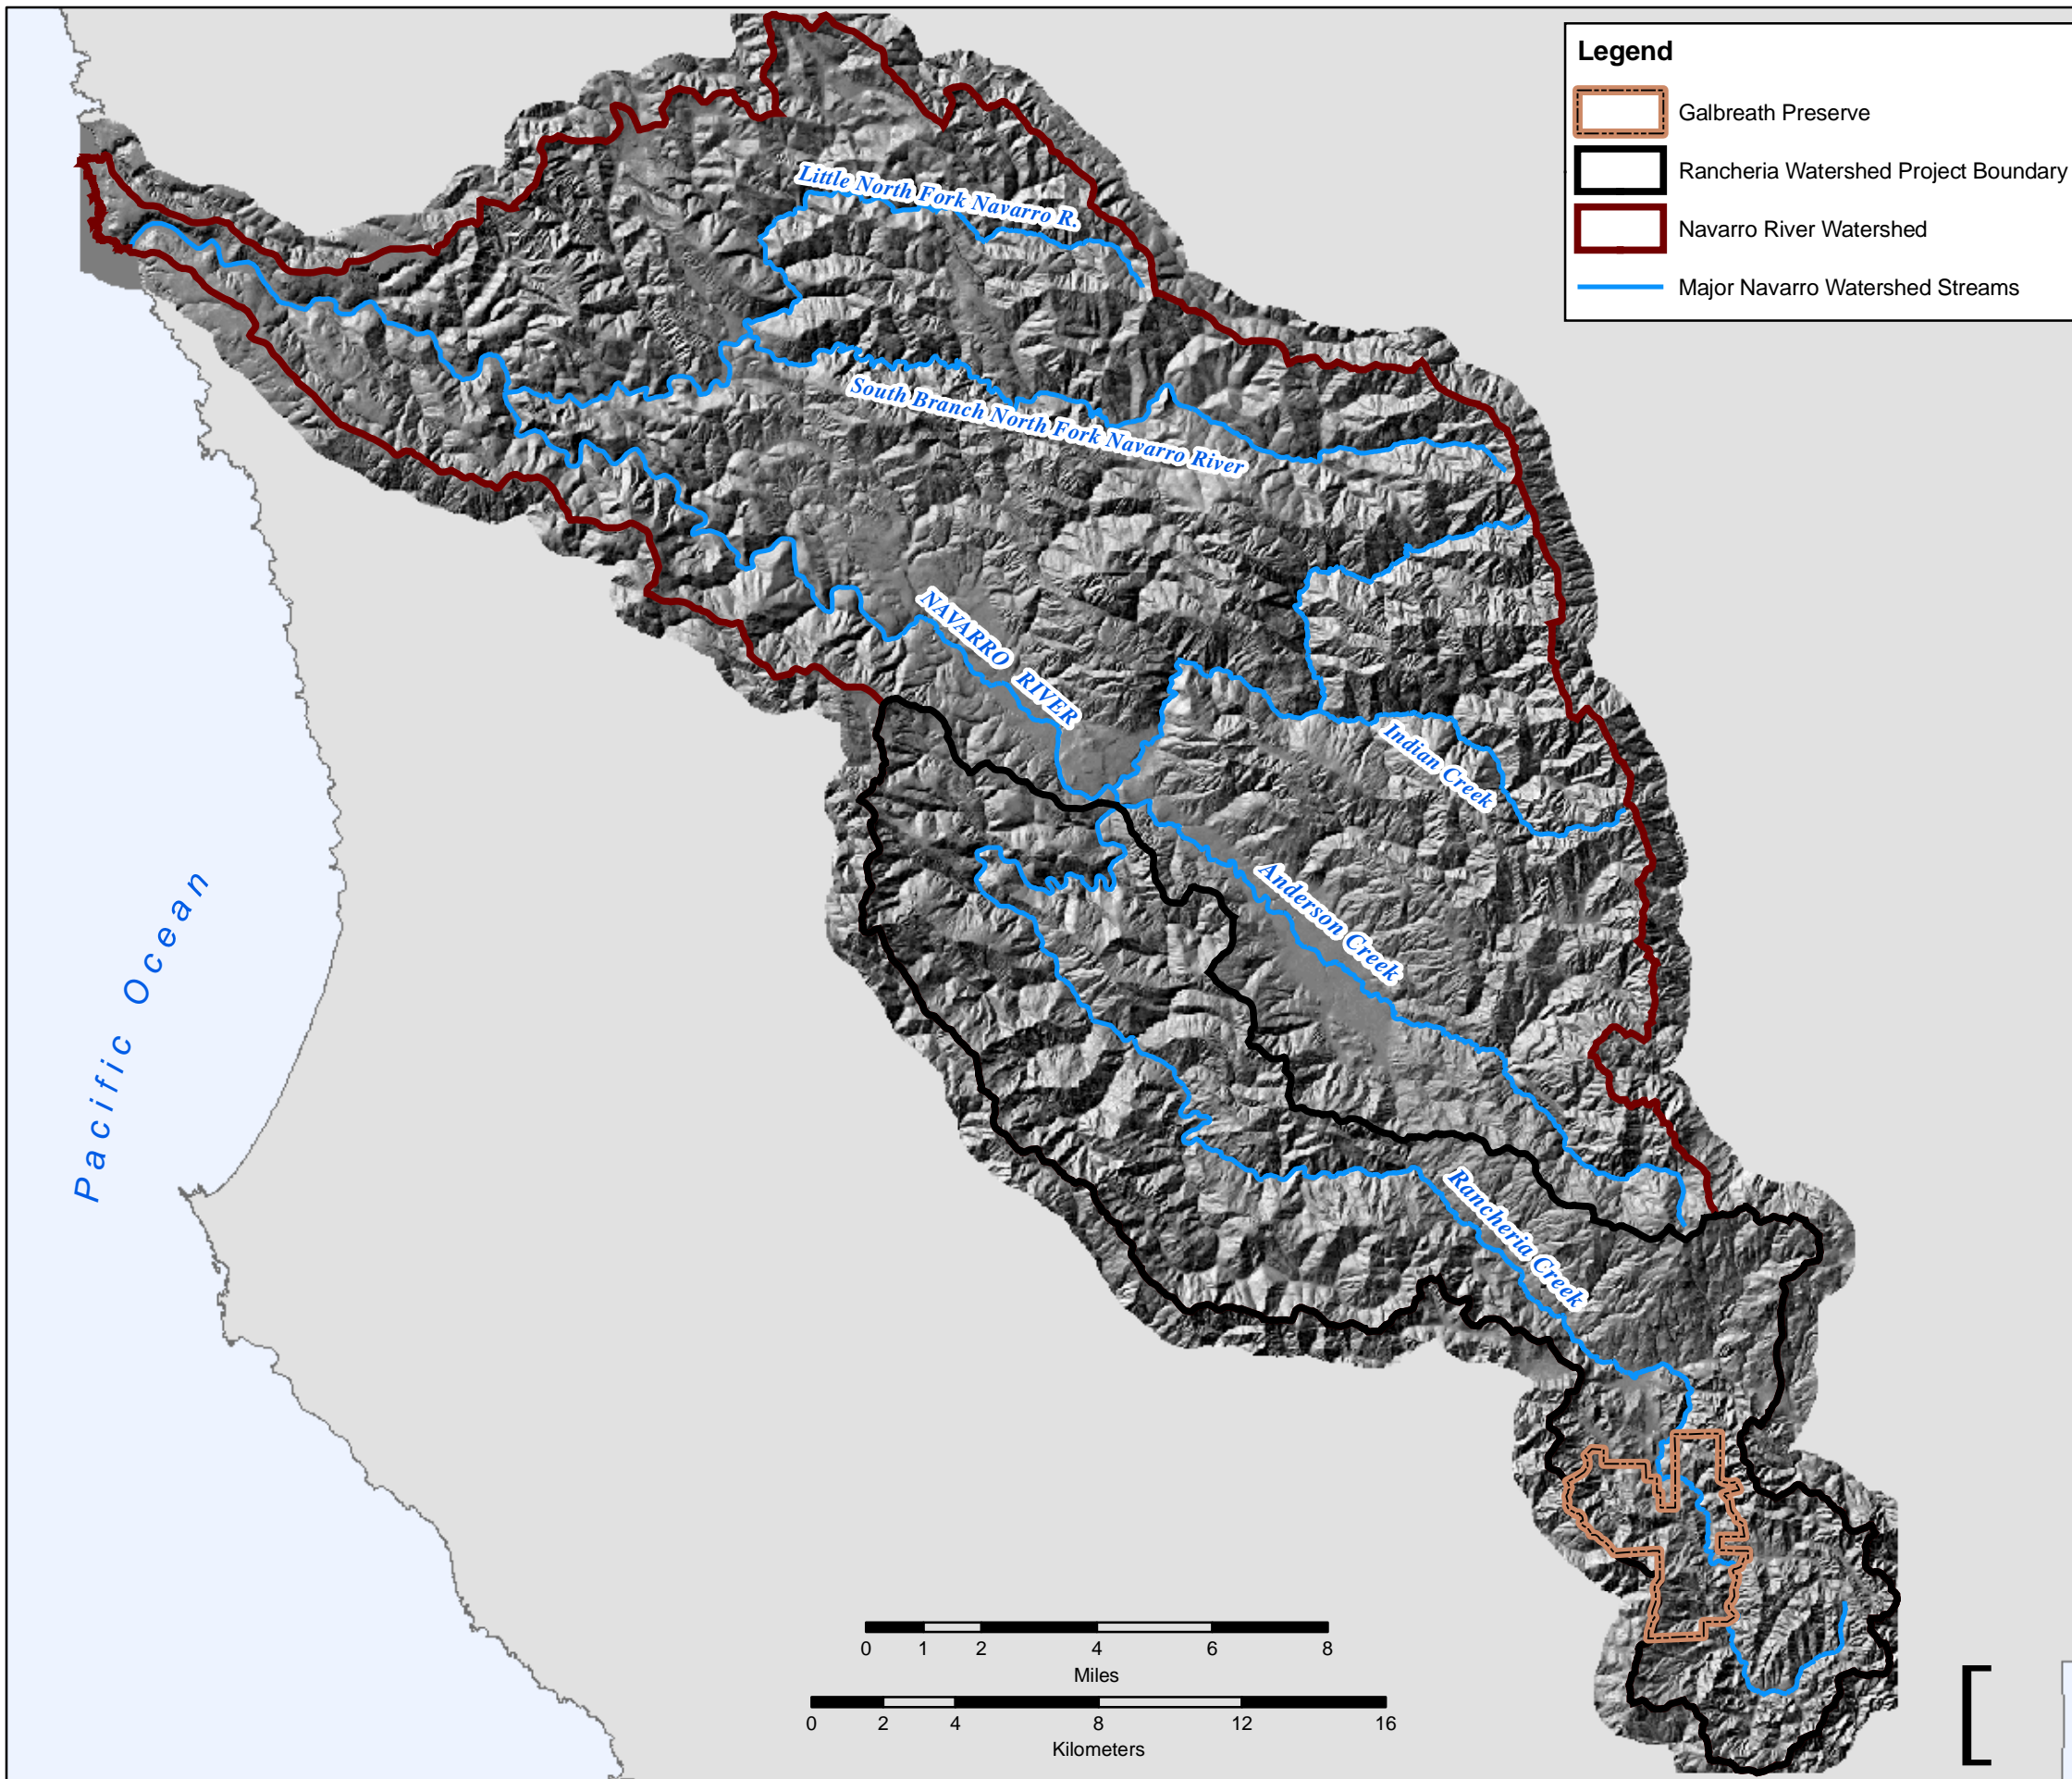 Legend
Galbreath Preserve
Rancheria Watershed Project Boundary
Navarro River Watershed
Major Navarro Watershed Streams
Little North Fork Navarro R.
South Branch North Fork Navarro River
NAVARRO RIVER
Indian Creek
Anderson Creek
Pacific Ocean
Rancheria Creek
0 1 2 4 6 8
Miles
0 2 4 8 12 16
Kilometers